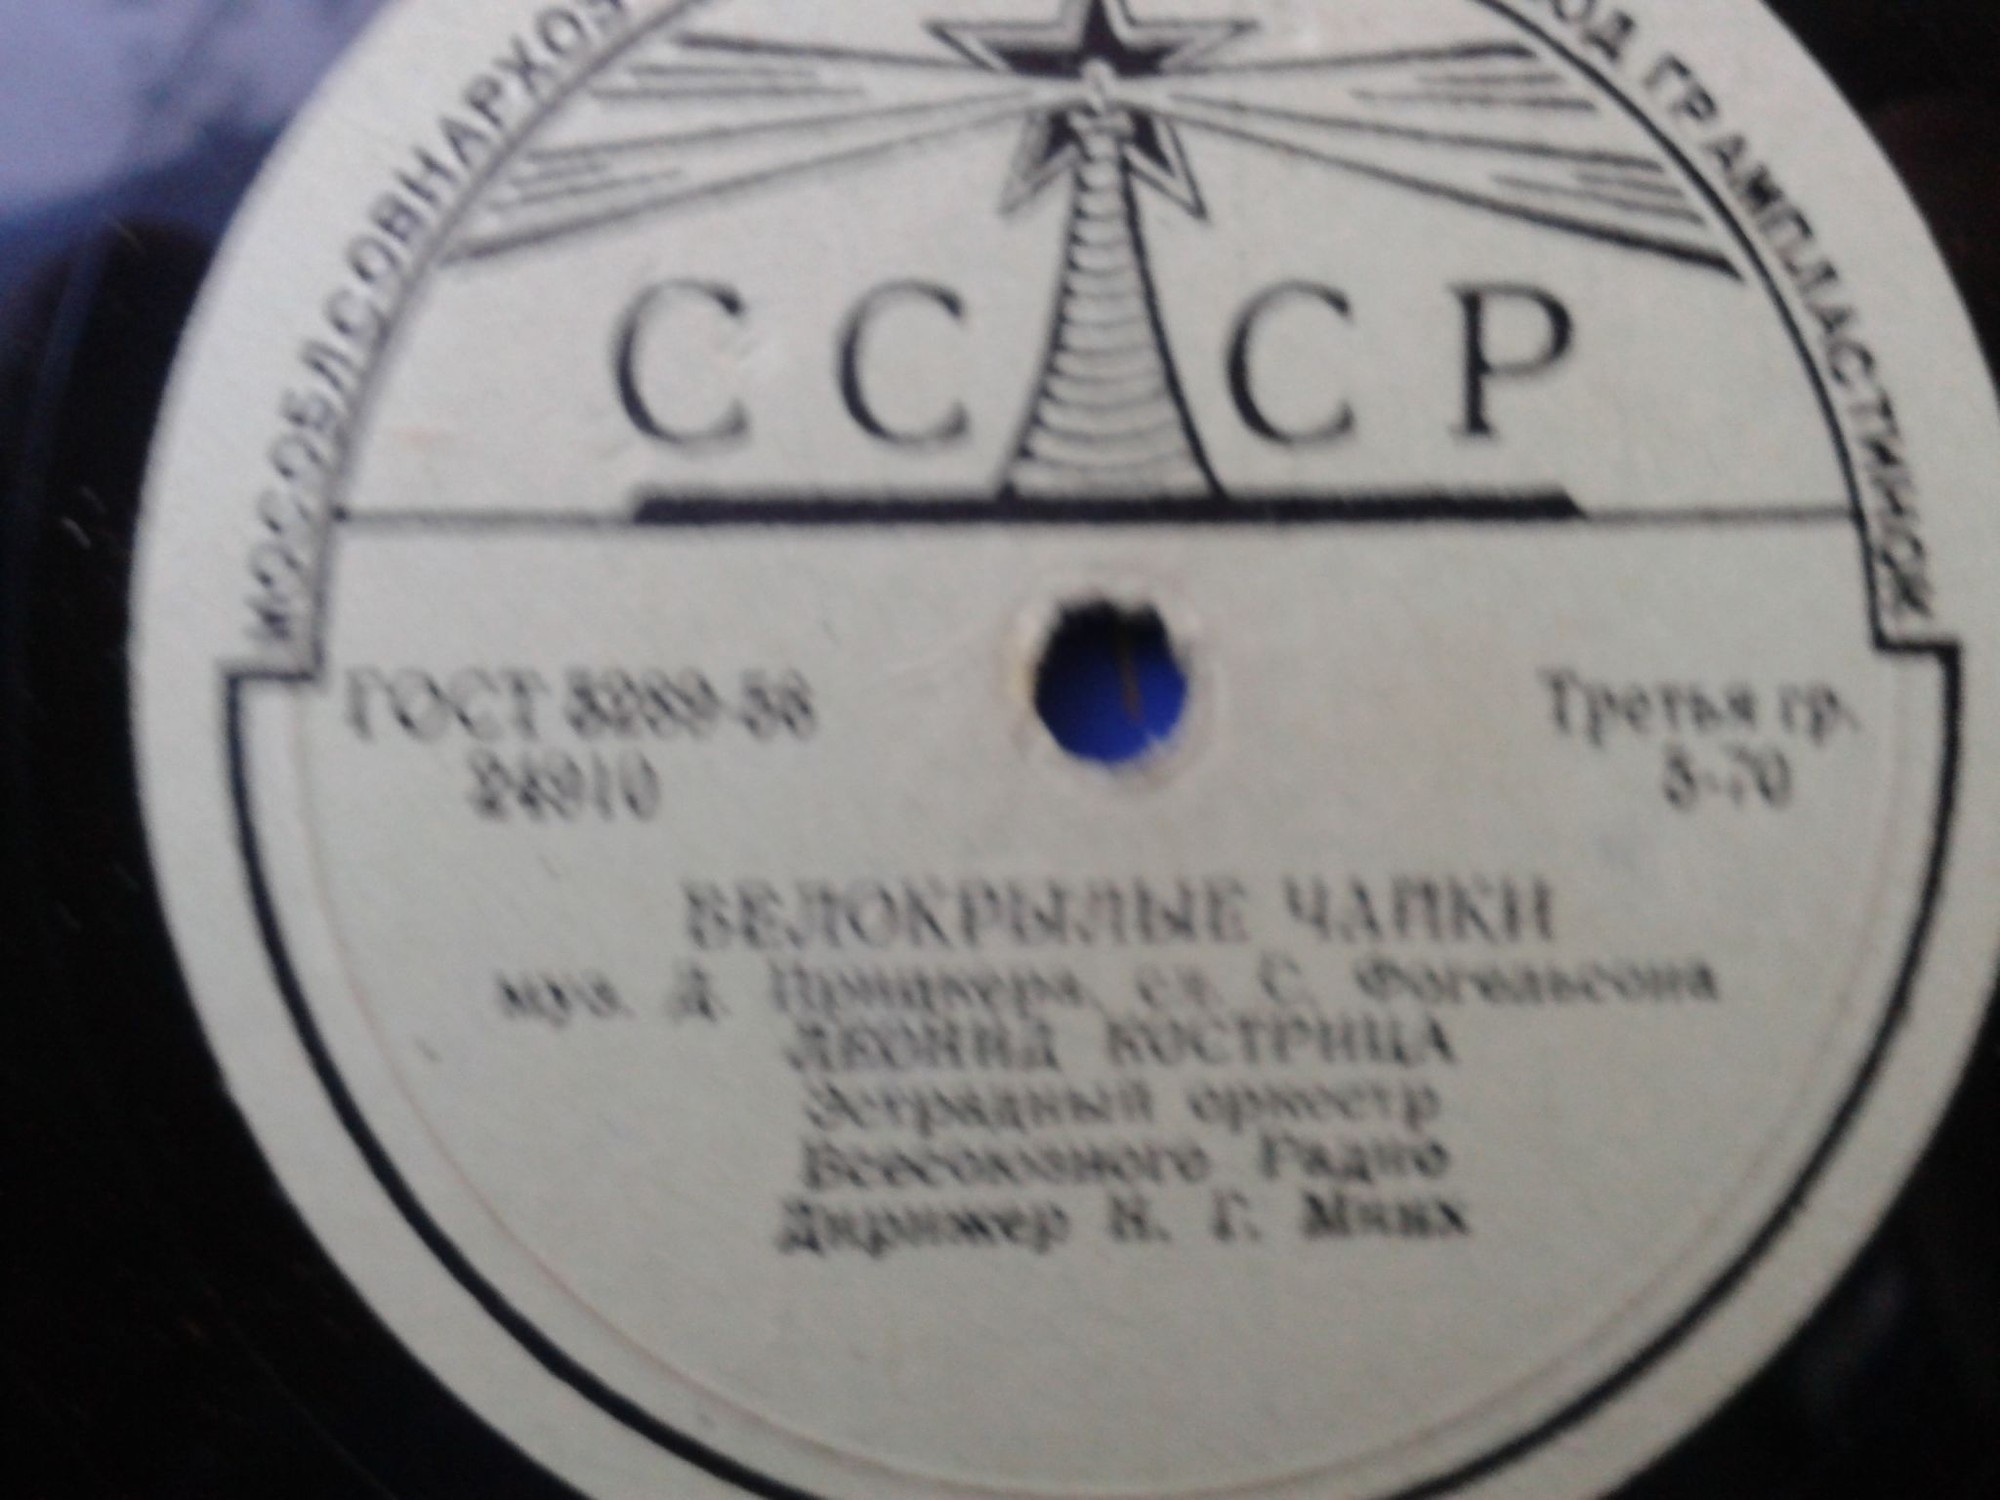 МОСОБЛСОВНАРХОЗ
ГРАМПЛАСТИНОК
СССР
ГОСТ 5289-56
24910
Третья гр.
5-70
БЕЛОКРЫЛЫЕ ЧАЙКИ
муз. Д. Прицкера, сл. С. Фогельсона
ЛЕОНИД КОСТРИЦА
Эстрадный оркестр
Всесоюзного Радио
Дирижер Н. Г. Минх